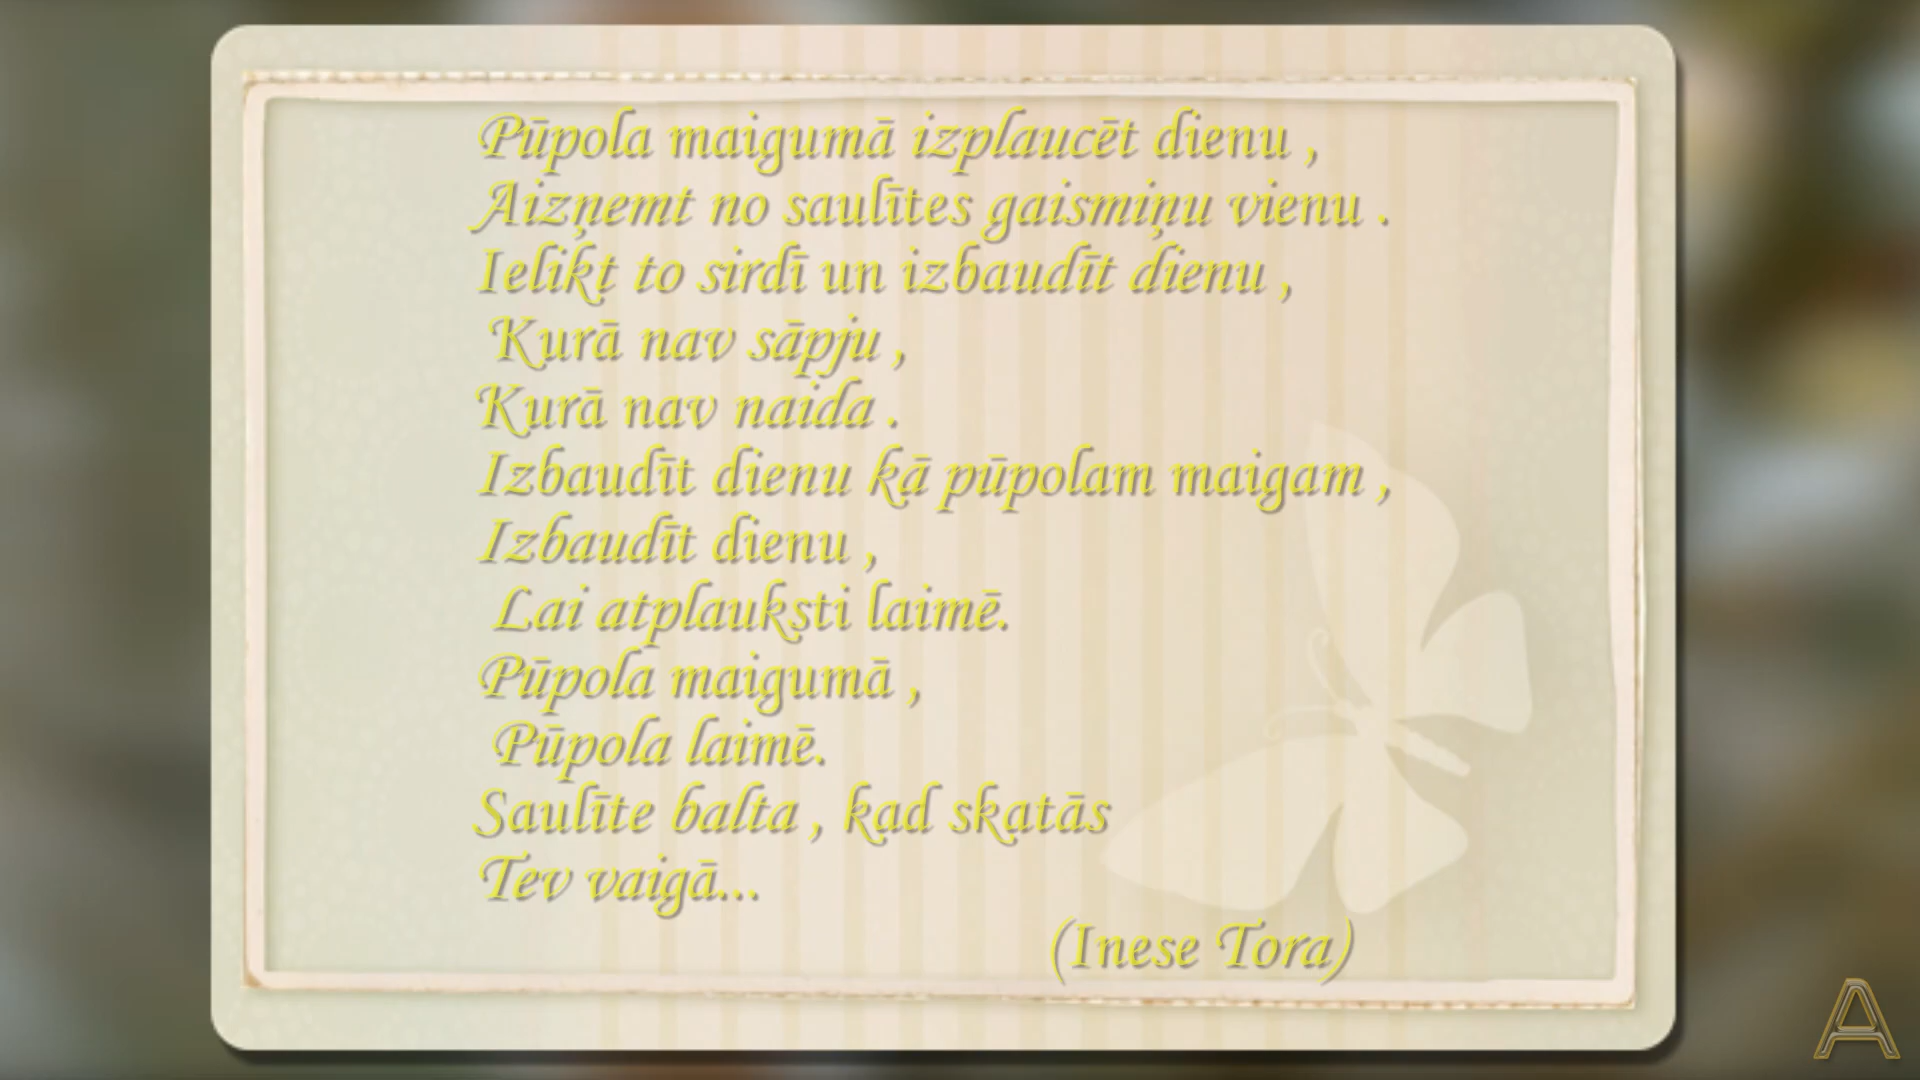 Pūpola maigumā izplaucēt dienu ,
Aizņemt no saulītes gaismiņu vienu .
Ielikt to sirdī un izbaudīt dienu ,
Kurā nav sāpju ,
Kurā nav naida .
Izbaudīt dienu kā pūpolam maigam ,
Izbaudīt dienu ,
Lai atplauksti laimē.
Pūpola maigumā ,
Pūpola laimē.
Saulīte balta , kad skatās
Tev vaigā...
(Inese Tora)
A